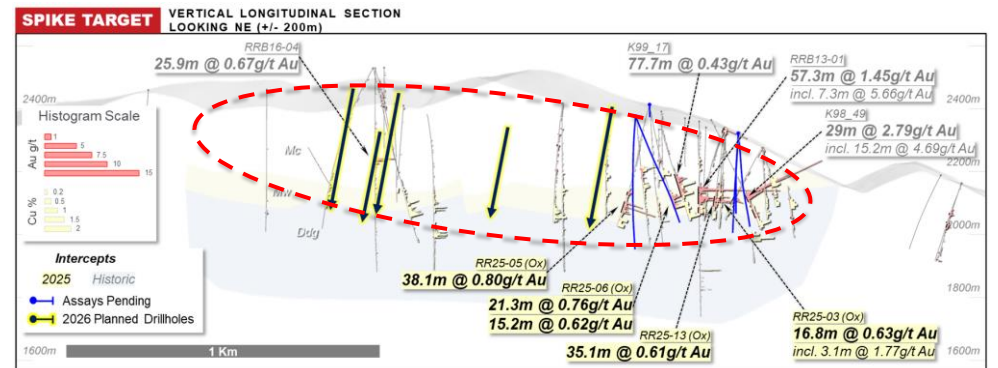 SPIKE TARGET
VERTICAL LONGITUDINAL SECTION
LOOKING NE (+/- 200m)
RRB16-04
25.9m @ 0.67g/t Au
K99_17
77.7m @ 0.43g/t Au
RRB13-01
57.3m @ 1.45g/t Au
incl. 7.3m @ 5.66g/t Au
K98_49
29m @ 2.79g/t Au
incl. 15.2m @ 4.69g/t Au
2400m
2400m
Histogram Scale
Au g/t
1
5
7.5
10
15
Cu %
0.2
0.5
1
1.5
2
Mc
Ddg
2200m
2000m
1800m
1600m
1600m
Intercepts
2025 Historic
Assays Pending
2026 Planned Drillholes
1 Km
RR25-05 (Ox)
38.1m @ 0.80g/t Au
RR25-06 (Ox)
21.3m @ 0.76g/t Au
15.2m @ 0.62g/t Au
RR25-13 (Ox)
35.1m @ 0.61g/t Au
RR25-03 (Ox)
16.8m @ 0.63g/t Au
incl. 3.1m @ 1.77g/t Au